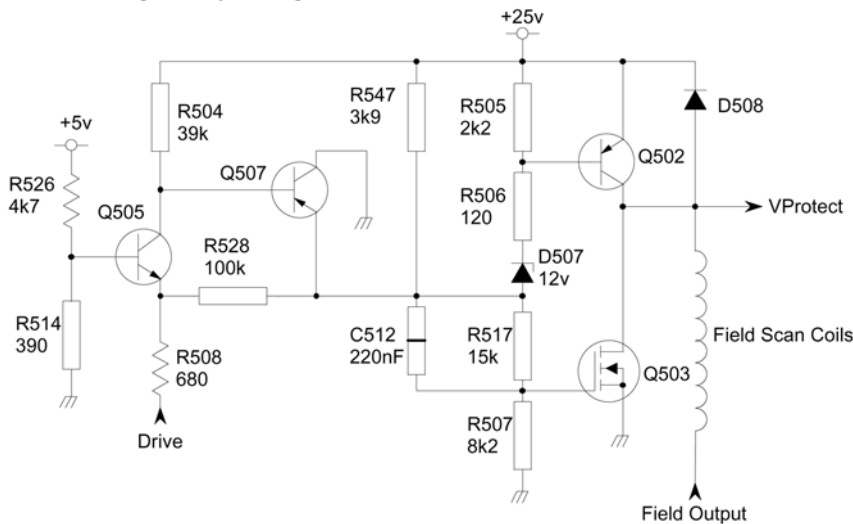 +25v
R504
39k
R547
3k9
R505
2k2
D508
+5v
Q507
Q502
R526
4k7
Q505
R506
120
VProtect
R528
100k
D507
12v
R514
390
R508
680
C512
220nF
R517
15k
Field Scan Coils
Q503
R507
8k2
Drive
Field Output